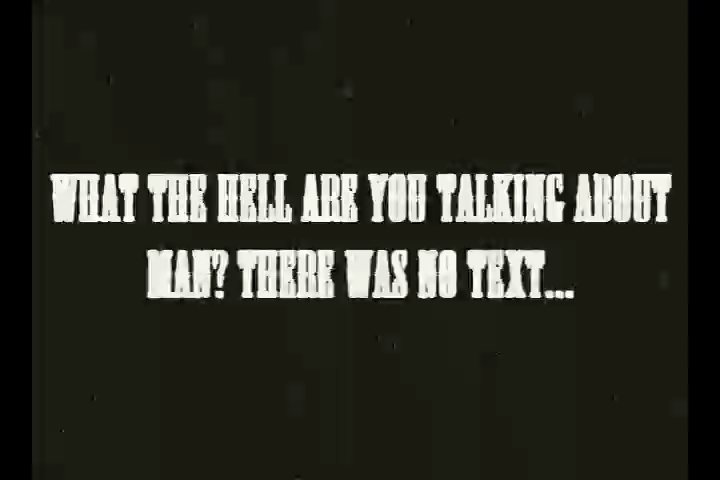 WHAT THE HELL ARE YOU TALKING ABOUT
MAN? THERE WAS NO TEXT...